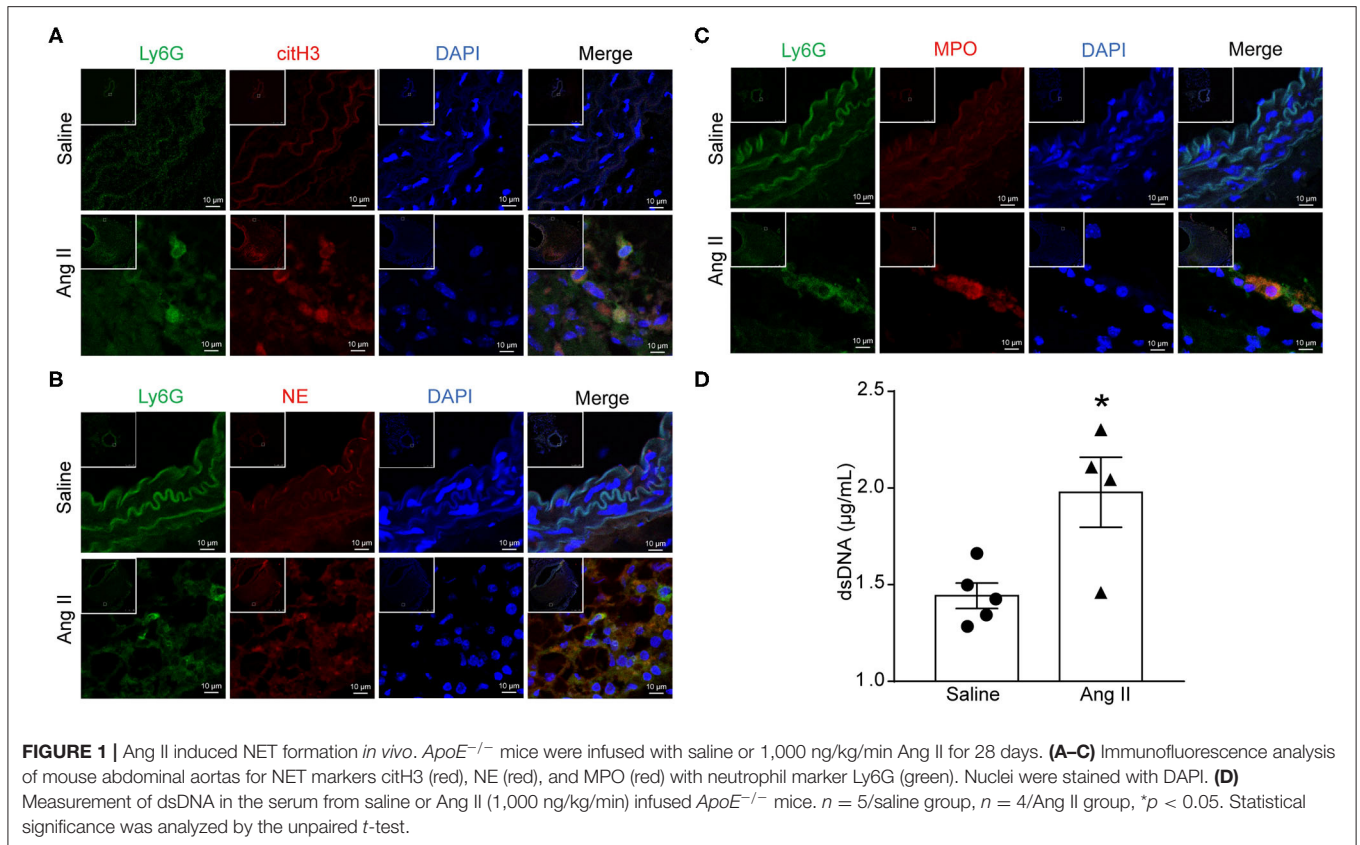 A
Ly6G citH3 DAPI Merge
Saline
10 µm 10 µm 10 µm 10 µm
Ang II
10 µm 10 µm 10 µm 10 µm
B
Ly6G NE DAPI Merge
Saline
10 µm 10 µm 10 µm 10 µm
Ang II
10 µm 10 µm 10 µm 10 µm
C
Ly6G MPO DAPI Merge
Saline
10 µm 10 µm 10 µm 10 µm
Ang II
10 µm 10 µm 10 µm 10 µm
D
dsDNA (µg/mL)
2.5
2.0
1.5
1.0
*
Saline Ang II
FIGURE 1 | Ang II induced NET formation in vivo. ApoE−/− mice were infused with saline or 1,000 ng/kg/min Ang II for 28 days. (A–C) Immunofluorescence analysis
of mouse abdominal aortas for NET markers citH3 (red), NE (red), and MPO (red) with neutrophil marker Ly6G (green). Nuclei were stained with DAPI. (D)
Measurement of dsDNA in the serum from saline or Ang II (1,000 ng/kg/min) infused ApoE−/− mice. n = 5/saline group, n = 4/Ang II group, *p < 0.05. Statistical
significance was analyzed by the unpaired t-test.